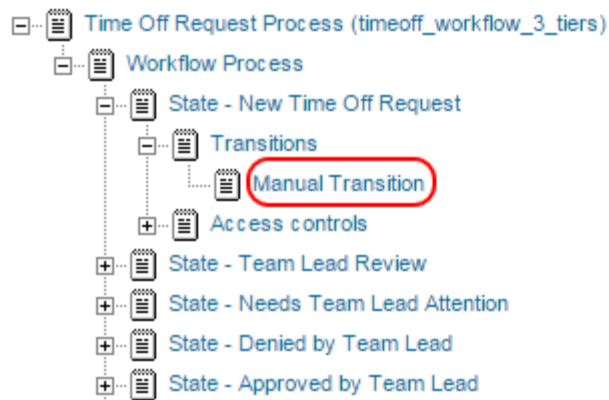 Time Off Request Process (timeoff_workflow_3_tiers)
Workflow Process
State - New Time Off Request
Transitions
Manual Transition
Access controls
State - Team Lead Review
State - Needs Team Lead Attention
State - Denied by Team Lead
State - Approved by Team Lead